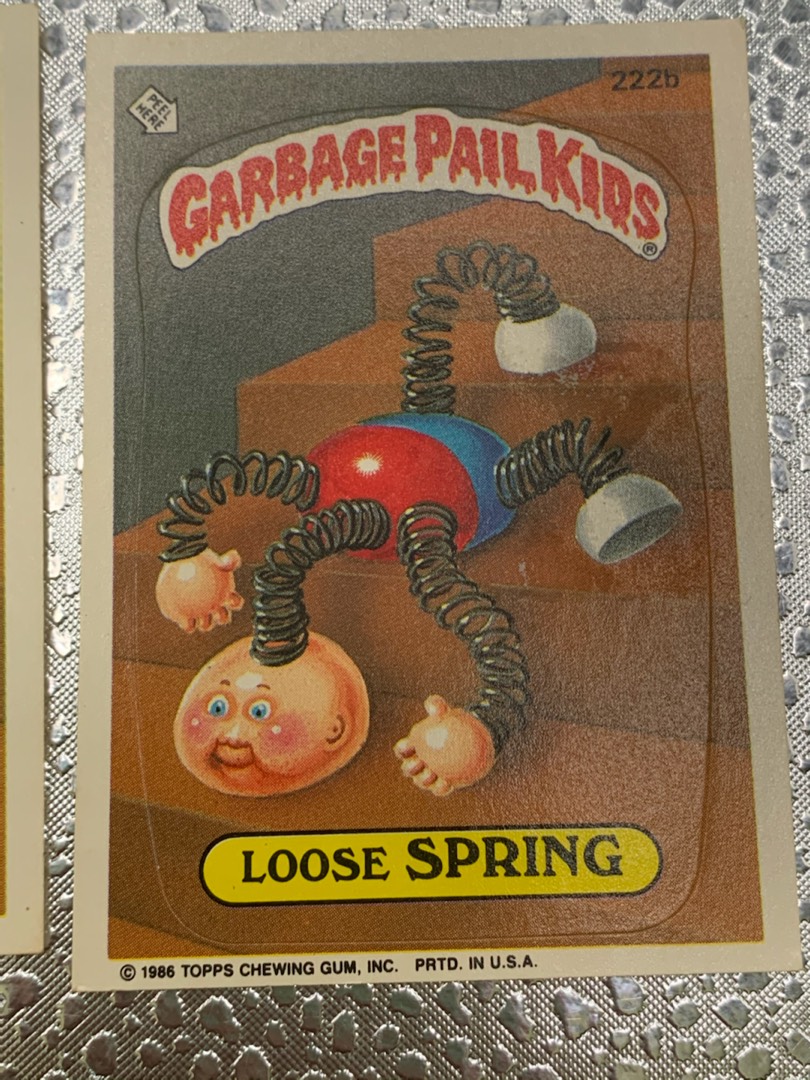 222b
PEEL
HERE
GARBAGE PAIL KIDS®
LOOSE SPRING
© 1986 TOPPS CHEWING GUM, INC. PRTD. IN U.S.A.